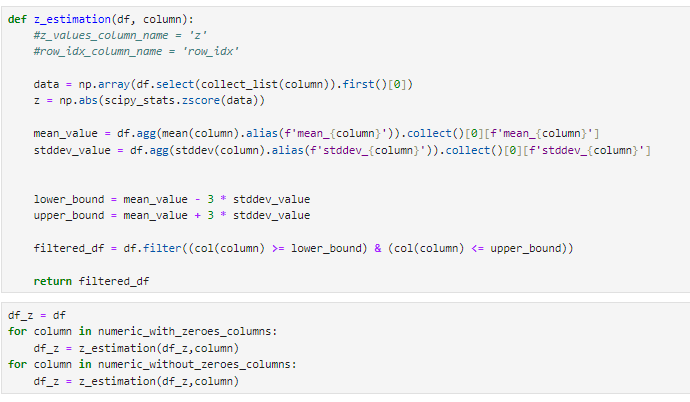 def z_estimation(df, column):
    #z_values_column_name = 'z'
    #row_idx_column_name = 'row_idx'
    data = np.array(df.select(collect_list(column)).first()[0])
    z = np.abs(scipy_stats.zscore(data))
    mean_value = df.agg(mean(column).alias(f'mean_{column}')).collect()[0][f'mean_{column}']
    stddev_value = df.agg(stddev(column).alias(f'stddev_{column}')).collect()[0][f'stddev_{column}']
    lower_bound = mean_value - 3 * stddev_value
    upper_bound = mean_value + 3 * stddev_value
    filtered_df = df.filter((col(column) >= lower_bound) & (col(column) <= upper_bound))
    return filtered_df
df_z = df
for column in numeric_with_zeroes_columns:
    df_z = z_estimation(df_z,column)
for column in numeric_without_zeroes_columns:
    df_z = z_estimation(df_z,column)